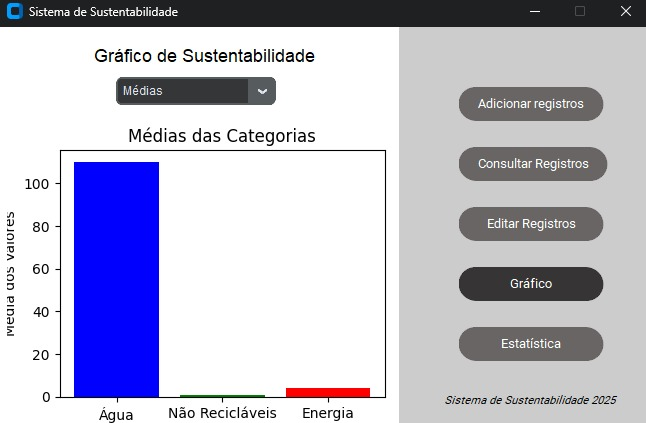 Sistema de Sustentabilidade
Gráfico de Sustentabilidade
Médias
Médias das Categorias
Média dos valores
100
80
60
40
20
0
Água
Não Recicláveis
Energia
Adicionar registros
Consultar Registros
Editar Registros
Gráfico
Estatística
Sistema de Sustentabilidade 2025